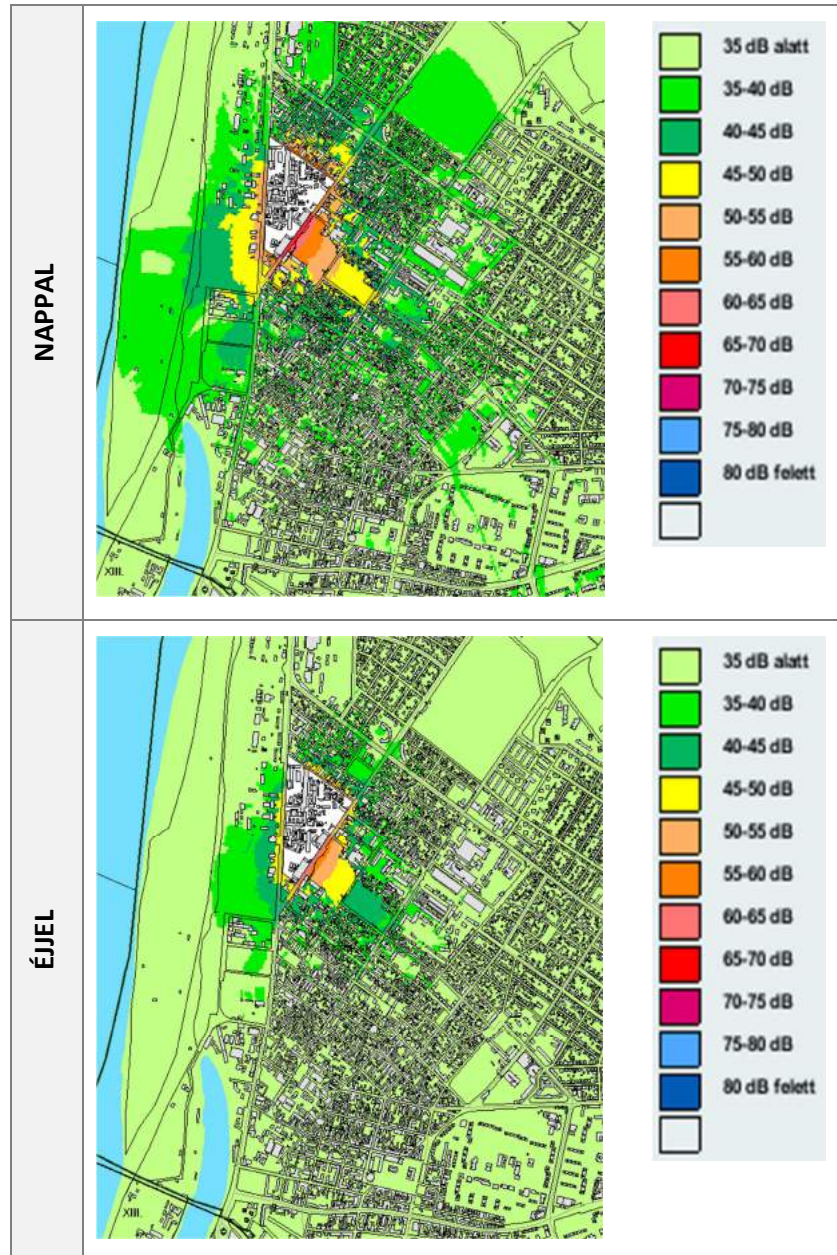 NAPPAL
XIII.
35 dB alatt
35-40 dB
40-45 dB
45-50 dB
50-55 dB
55-60 dB
60-65 dB
65-70 dB
70-75 dB
75-80 dB
80 dB felett
ÉJJEL
XIII.
35 dB alatt
35-40 dB
40-45 dB
45-50 dB
50-55 dB
55-60 dB
60-65 dB
65-70 dB
70-75 dB
75-80 dB
80 dB felett